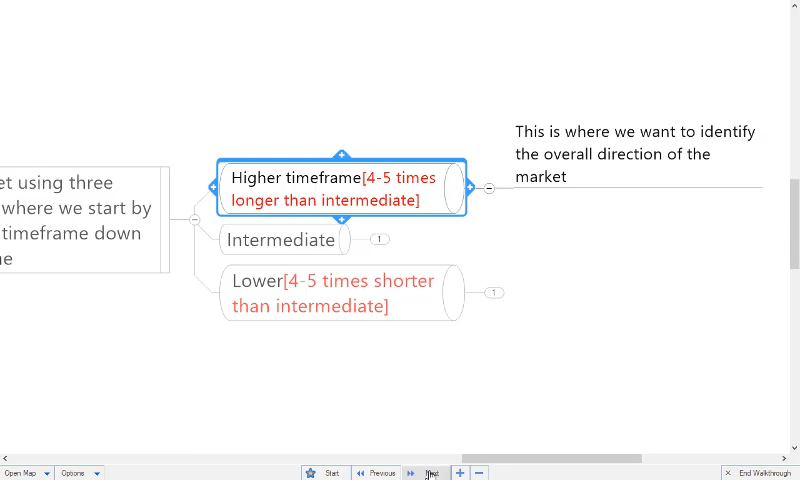 et using three
where we start by
timeframe down
Higher timeframe[4-5 times
longer than intermediate]
This is where we want to identify
the overall direction of the
market
Intermediate
1
Lower[4-5 times shorter
than intermediate]
1
Open Map
Options
Start
Previous
End Walkthrough